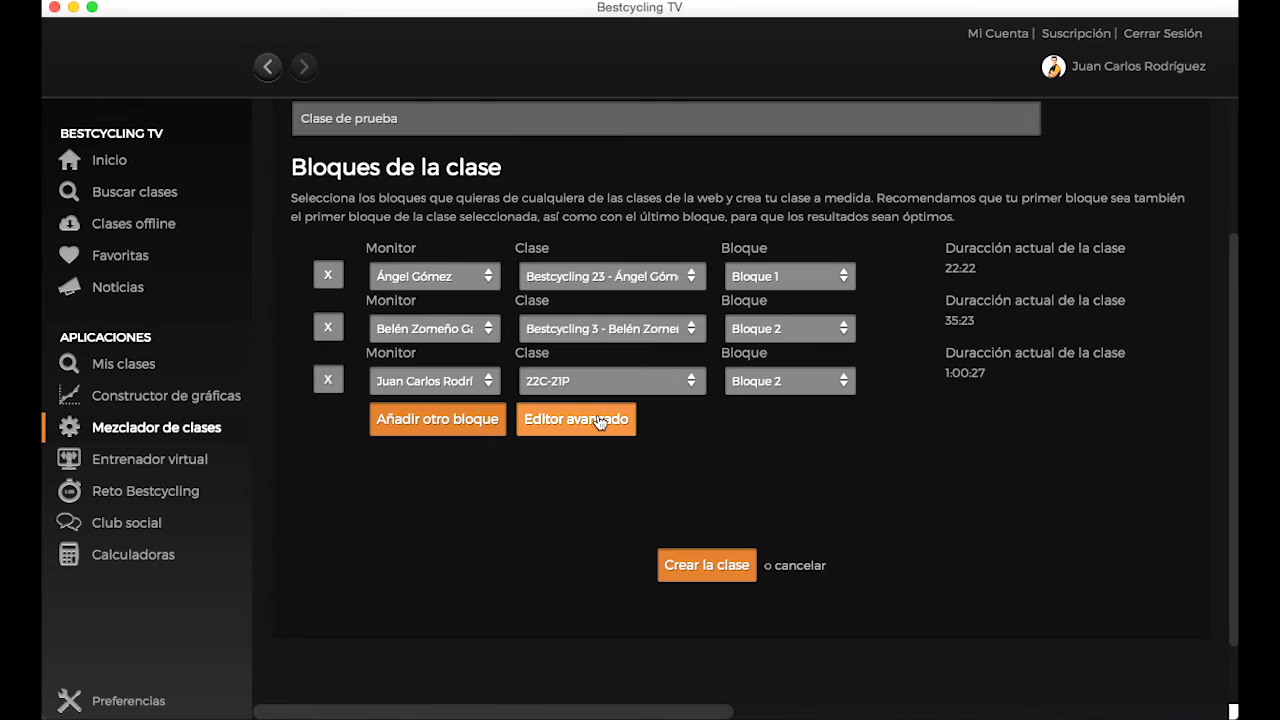 Bestcycling TV
Mi Cuenta | Suscripción | Cerrar Sesión
Juan Carlos Rodríguez
BESTCYCLING TV
Inicio
Buscar clases
Clases offline
Favoritas
Noticias
APLICACIONES
Mis clases
Constructor de gráficas
Mezclador de clases
Entrenador virtual
Reto Bestcycling
Club social
Calculadoras
Preferencias
Clase de prueba
Bloques de la clase
Selecciona los bloques que quieras de cualquiera de las clases de la web y crea tu clase a medida. Recomendamos que tu primer bloque sea también
el primer bloque de la clase seleccionada, así como con el último bloque, para que los resultados sean óptimos.
Monitor Clase Bloque Duracción actual de la clase
X Ángel Gómez Bestcycling 23 - Ángel Góm Bloque 1 22:22
Monitor Clase Bloque Duracción actual de la clase
X Belén Zomeño Ga Bestcycling 3 - Belén Zomeñ Bloque 2 35:23
Monitor Clase Bloque Duracción actual de la clase
X Juan Carlos Rodrí 22C-21P Bloque 2 1:00:27
Añadir otro bloque Editor avanzado
Crear la clase o cancelar